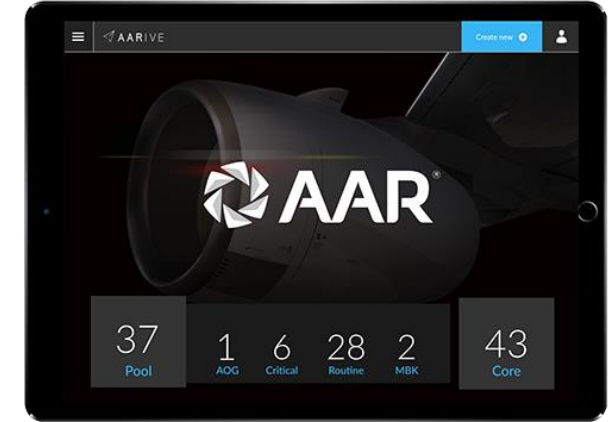 AARIVE
Create new
AAR®
37
Pool
1
AOG
6
Critical
28
Routine
2
MBK
43
Core